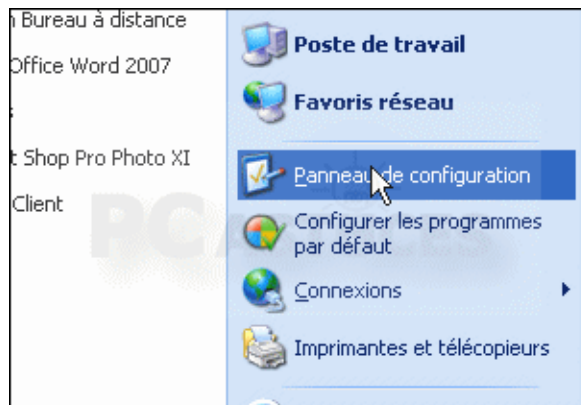 Bureau à distance
Office Word 2007
t Shop Pro Photo XI
Client
Poste de travail
Favoris réseau
Panneau de configuration
Configurer les programmes
par défaut
Connexions
Imprimantes et télécopieurs